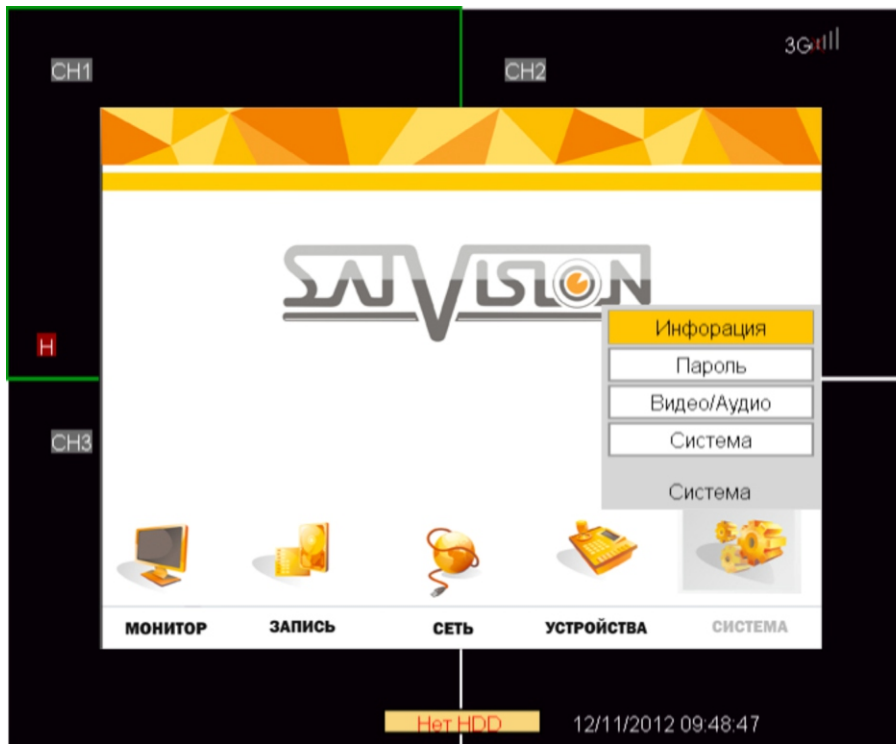 3G
CH1
CH2
SATVISION
Инфорация
H
Пароль
Видео/Аудио
CH3
Система
Система
МОНИТОР
ЗАПИСЬ
СЕТЬ
УСТРОЙСТВА
СИСТЕМА
Нет HDD
12/11/2012 09:48:47